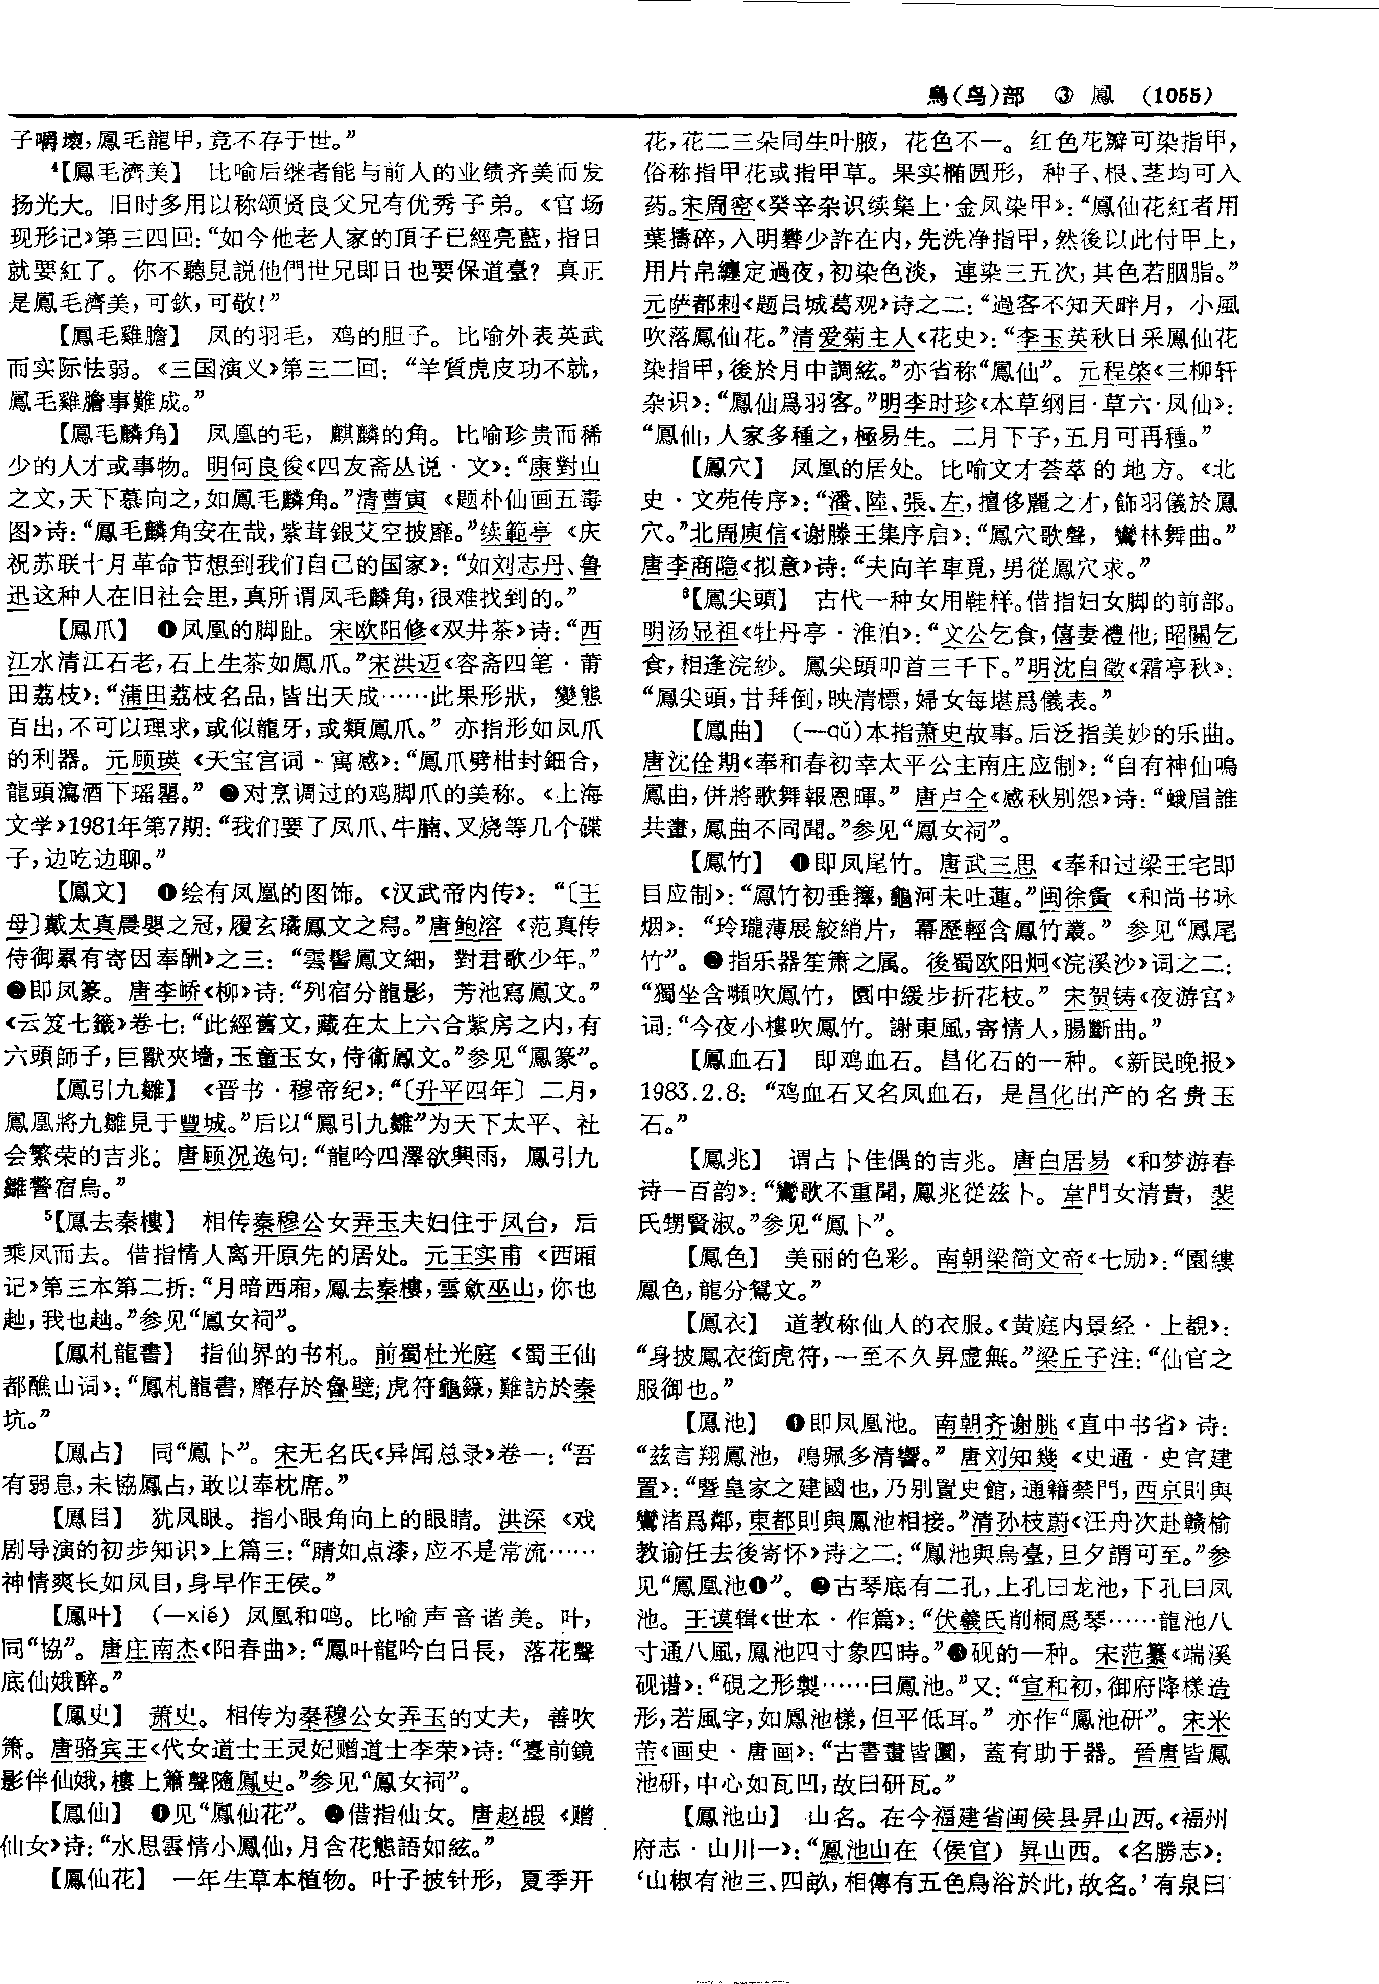 鳥(鸟)部 ③ 鳳 (1055)
子嚼壞,鳳毛龍甲,竟不存于世。”
⁴【鳳毛濟美】 比喻后继者能与前人的业绩齐美而发
扬光大。旧时多用以称颂贤良父兄有优秀子弟。《官场
现形记》第三四回:“如今他老人家的頂子已經亮藍,指日
就要紅了。你不聽見説他們世兄即日也要保道臺?真正
是鳳毛濟美,可欽,可敬!”
【鳳毛雞膽】 凤的羽毛,鸡的胆子。比喻外表英武
而实际怯弱。《三国演义》第三二回:“羊質虎皮功不就,
鳳毛雞膽事難成。”
【鳳毛麟角】 凤凰的毛,麒麟的角。比喻珍贵而稀
少的人才或事物。明何良俊《四友斋丛说·文》:“康對山
之文,天下慕向之,如鳳毛麟角。”清曹寅《题朴仙画五毒
图》诗:“鳳毛麟角安在哉,紫茸銀艾空披靡。”续範亭《庆
祝苏联十月革命节想到我们自己的国家》:“如刘志丹、鲁
迅这种人在旧社会里,真所谓凤毛麟角,很难找到的。”
【鳳爪】 ❶凤凰的脚趾。宋欧阳修《双井茶》诗:“西
江水清江石老,石上生茶如鳳爪。”宋洪迈《容斋四笔·莆
田荔枝》:“蒲田荔枝名品,皆出天成……此果形狀,變態
百出,不可以理求,或似龍牙,或類鳳爪。”亦指形如凤爪
的利器。元顾瑛《天宝宫词·寓感》:“鳳爪劈柑封鈿合,
龍頭瀉酒下瑶罌。”❷对烹调过的鸡脚爪的美称。《上海
文学》1981年第7期:“我们要了凤爪、牛腩、叉烧等几个碟
子,边吃边聊。”
【鳳文】 ❶绘有凤凰的图饰。《汉武帝内传》:“〔王
母〕戴太真晨嬰之冠,履玄璚鳳文之舄。”唐鲍溶《范真传
侍御累有寄因奉酬》之三:“雲髻鳳文細,對君歌少年。”
❷即凤篆。唐李峤《柳》诗:“列宿分龍影,芳池寫鳳文。”
《云笈七籤》卷七:“此經舊文,藏在太上六合紫房之内,有
六頭師子,巨獸夾墻,玉童玉女,侍衛鳳文。”参见“鳳篆”。
【鳳引九雛】 《晋书·穆帝纪》:“〔升平四年〕二月,
鳳凰將九雛見于豐城。”后以“鳳引九雛”为天下太平、社
会繁荣的吉兆。唐顾况逸句:“龍吟四澤欲興雨,鳳引九
雛警宿烏。”
⁵【鳳去秦樓】 相传秦穆公女弄玉夫妇住于凤台,后
乘凤而去。借指情人离开原先的居处。元王实甫《西厢
记》第三本第二折:“月暗西廂,鳳去秦樓,雲斂巫山,你也
赸,我也赸。”参见“鳳女祠”。
【鳳札龍書】 指仙界的书札。前蜀杜光庭《蜀王仙
都醮山词》:“鳳札龍書,靡存於魯壁;虎符龜籙,難訪於秦
坑。”
【鳳占】 同“鳳卜”。宋无名氏《异闻总录》卷一:“吾
有弱息,未協鳳占,敢以奉枕席。”
【鳳目】 犹凤眼。指小眼角向上的眼睛。洪深《戏
剧导演的初步知识》上篇三:“睛如点漆,应不是常流……
神情爽长如凤目,身早作王侯。”
【鳳叶】 (—xié)凤凰和鸣。比喻声音谐美。叶,
同“協”。唐庄南杰《阳春曲》:“鳳叶龍吟白日長,落花聲
底仙娥醉。”
【鳳史】 萧史。相传为秦穆公女弄玉的丈夫,善吹
箫。唐骆宾王《代女道士王灵妃赠道士李荣》诗:“臺前鏡
影伴仙娥,樓上簫聲隨鳳史。”参见“鳳女祠”。
【鳳仙】 ❶见“鳳仙花”。❷借指仙女。唐赵嘏《赠
仙女》诗:“水思雲情小鳳仙,月含花態語如絃。”
【鳳仙花】 一年生草本植物。叶子披针形,夏季开
花,花二三朵同生叶腋,花色不一。红色花瓣可染指甲,
俗称指甲花或指甲草。果实椭圆形,种子、根、茎均可入
药。宋周密《癸辛杂识续集上·金凤染甲》:“鳳仙花紅者用
葉擣碎,入明礬少許在内,先洗净指甲,然後以此付甲上,
用片帛纏定過夜,初染色淡,連染三五次,其色若胭脂。”
元萨都剌《题吕城葛观》诗之二:“過客不知天畔月,小風
吹落鳳仙花。”清爱菊主人《花史》:“李玉英秋日采鳳仙花
染指甲,後於月中調絃。”亦省称“鳳仙”。元程棨《三柳轩
杂识》:“鳳仙爲羽客。”明李时珍《本草纲目·草六·凤仙》:
“鳳仙,人家多種之,極易生。二月下子,五月可再種。”
【鳳穴】 凤凰的居处。比喻文才荟萃的地方。《北
史·文苑传序》:“潘、陸、張、左,擅侈麗之才,飾羽儀於鳳
穴。”北周庾信《谢滕王集序启》:“鳳穴歌聲,鸞林舞曲。”
唐李商隐《拟意》诗:“夫向羊車覓,男從鳳穴求。”
⁶【鳳尖頭】 古代一种女用鞋样。借指妇女脚的前部。
明汤显祖《牡丹亭·淮泊》:“文公乞食,僖妻禮他;昭關乞
食,相逢浣紗。鳳尖頭叩首三千下。”明沈自徵《霸亭秋》:
“鳳尖頭,甘拜倒,映清標,婦女每堪爲儀表。”
【鳳曲】 (—qǔ)本指萧史故事。后泛指美妙的乐曲。
唐沈佺期《奉和春初幸太平公主南庄应制》:“自有神仙鳴
鳳曲,併將歌舞報恩暉。”唐卢仝《感秋别怨》诗:“蛾眉誰
共畫,鳳曲不同聞。”参见“鳳女祠”。
【鳳竹】 ❶即凤尾竹。唐武三思《奉和过梁王宅即
目应制》:“鳳竹初垂籜,龜河未吐蓮。”闽徐夤《和尚书咏
烟》:“玲瓏薄展鮫綃片,冪歷輕含鳳竹叢。”参见“鳳尾
竹”。❷指乐器笙箫之属。後蜀欧阳炯《浣溪沙》词之二:
“獨坐含嚬吹鳳竹,園中緩步折花枝。”宋贺铸《夜游宫》
词:“今夜小樓吹鳳竹。謝東風,寄情人,腸斷曲。”
【鳳血石】 即鸡血石。昌化石的一种。《新民晚报》
1983.2.8:“鸡血石又名凤血石,是昌化出产的名贵玉
石。”
【鳳兆】 谓占卜佳偶的吉兆。唐白居易《和梦游春
诗一百韵》:“鸞歌不重聞,鳳兆從兹卜。韋門女清貴,裴
氏甥賢淑。”参见“鳳卜”。
【鳳色】 美丽的色彩。南朝梁简文帝《七励》:“園縷
鳳色,龍分鴛文。”
【鳳衣】 道教称仙人的衣服。《黄庭内景经·上覩》:
“身披鳳衣銜虎符,一至不久昇虚無。”梁丘子注:“仙官之
服御也。”
【鳳池】 ❶即凤凰池。南朝齐谢朓《直中书省》诗:
“兹言翔鳳池,鳴珮多清響。”唐刘知幾《史通·史官建
置》:“暨皇家之建國也,乃别置史館,通籍禁門,西京則與
鸞渚爲鄰,東都則與鳳池相接。”清孙枝蔚《汪舟次赴赣榆
教谕任去後寄怀》诗之二:“鳳池與烏臺,旦夕謂可至。”参
见“鳳凰池❶”。❷古琴底有二孔,上孔曰龙池,下孔曰凤
池。王谟辑《世本·作篇》:“伏羲氏削桐爲琴……龍池八
寸通八風,鳳池四寸象四時。”❸砚的一种。宋范纂《端溪
砚谱》:“硯之形製……曰鳳池。”又:“宣和初,御府降樣造
形,若風字,如鳳池樣,但平低耳。”亦作“鳳池研”。宋米
芾《画史·唐画》:“古書畫皆圜,蓋有助于器。晉唐皆鳳
池研,中心如瓦凹,故曰研瓦。”
【鳳池山】 山名。在今福建省闽侯县昇山西。《福州
府志·山川一》:“鳳池山在(侯官)昇山西。《名勝志》:
‘山椒有池三、四畝,相傳有五色鳥浴於此,故名。’有泉曰